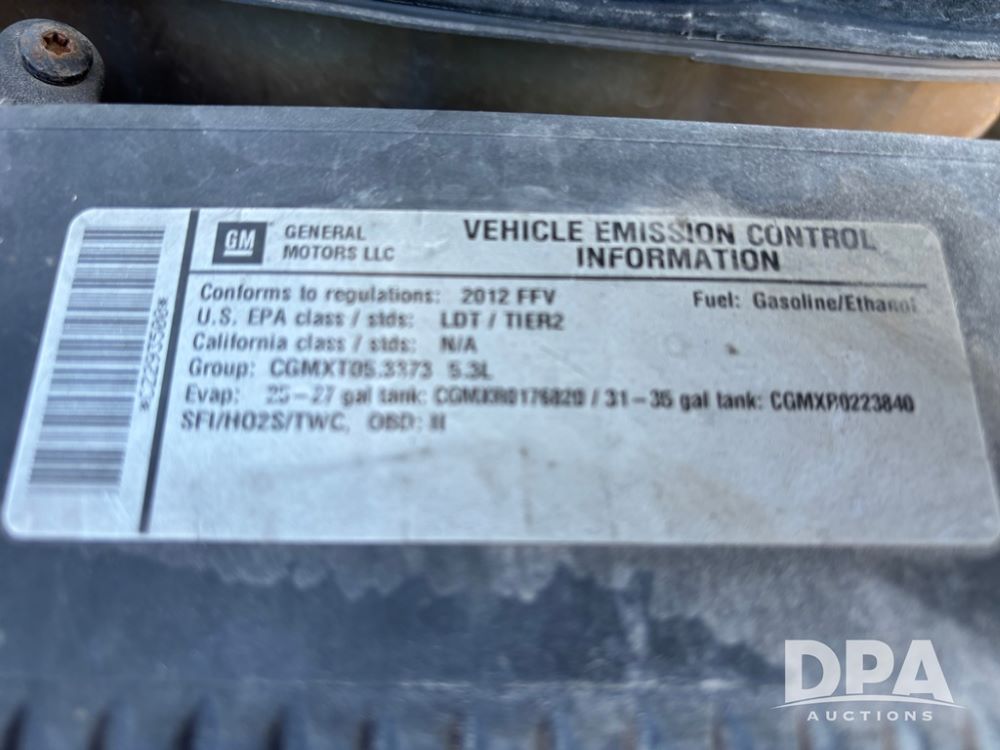 GM
GENERAL
MOTORS LLC
VEHICLE EMISSION CONTROL
INFORMATION
Conforms to regulations: 2012 FFV
Fuel: Gasoline/Ethanol
U.S. EPA class / stds: LDT / TIER2
California class / stds: N/A
Group: CGMXT05.3373 5.3L
Evap: 25-27 gal tank: / 31-35 gal tank: CGMXR0223840
SFI/HO2S/TWC, OBD: II
DPA
AUCTIONS